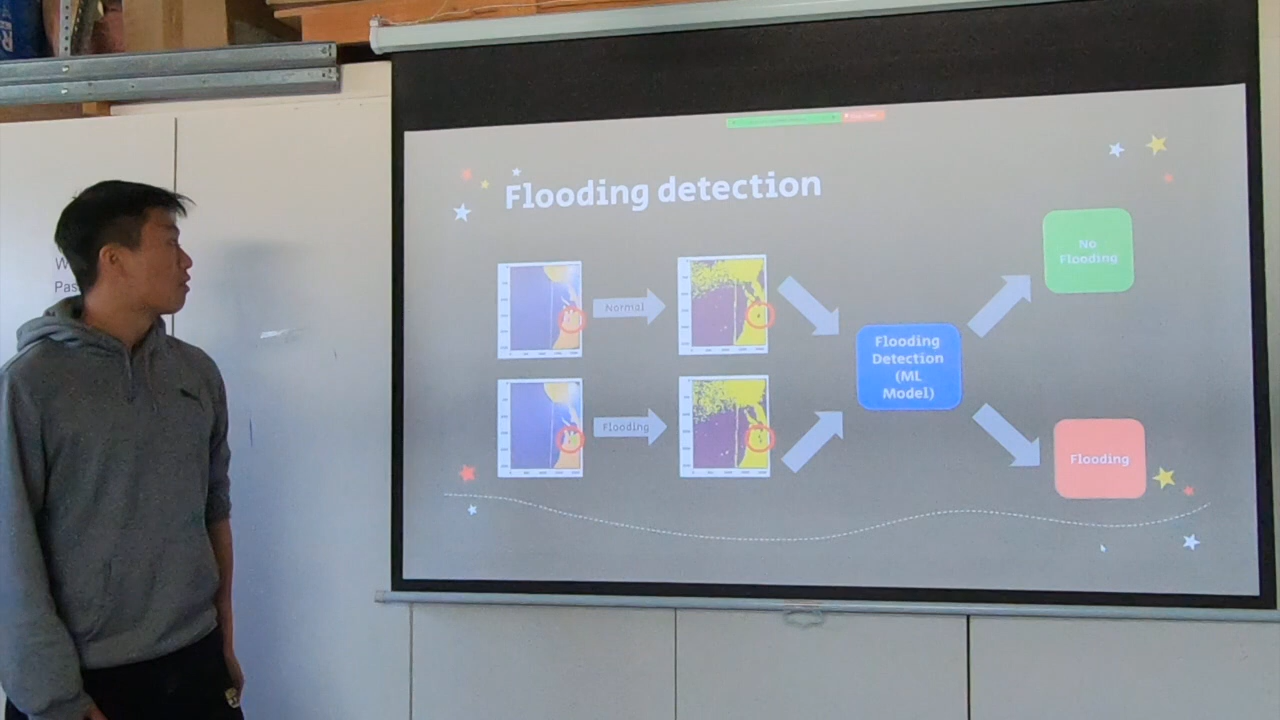 Flooding detection
Normal
Flooding
Flooding
Detection
(ML
Model)
No
Flooding
Flooding